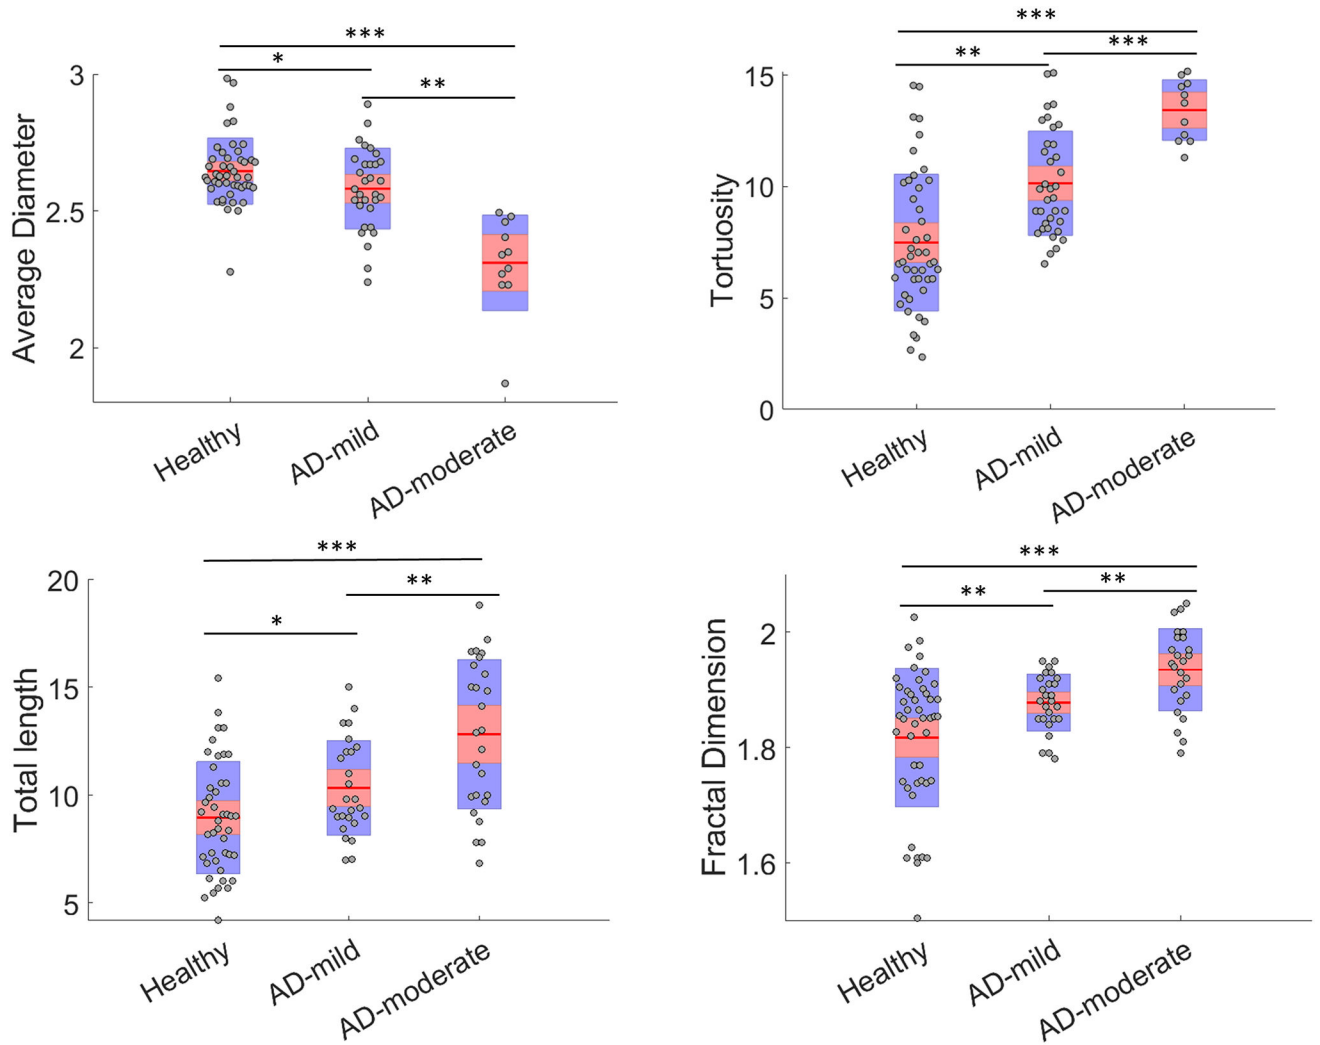 ***
*
**
3
2.5
2
Average Diameter
Healthy
AD-mild
AD-moderate
***
***
**
15
10
5
0
Tortuosity
Healthy
AD-mild
AD-moderate
***
**
*
20
15
10
5
Total length
Healthy
AD-mild
AD-moderate
***
**
**
2
1.8
1.6
Fractal Dimension
Healthy
AD-mild
AD-moderate